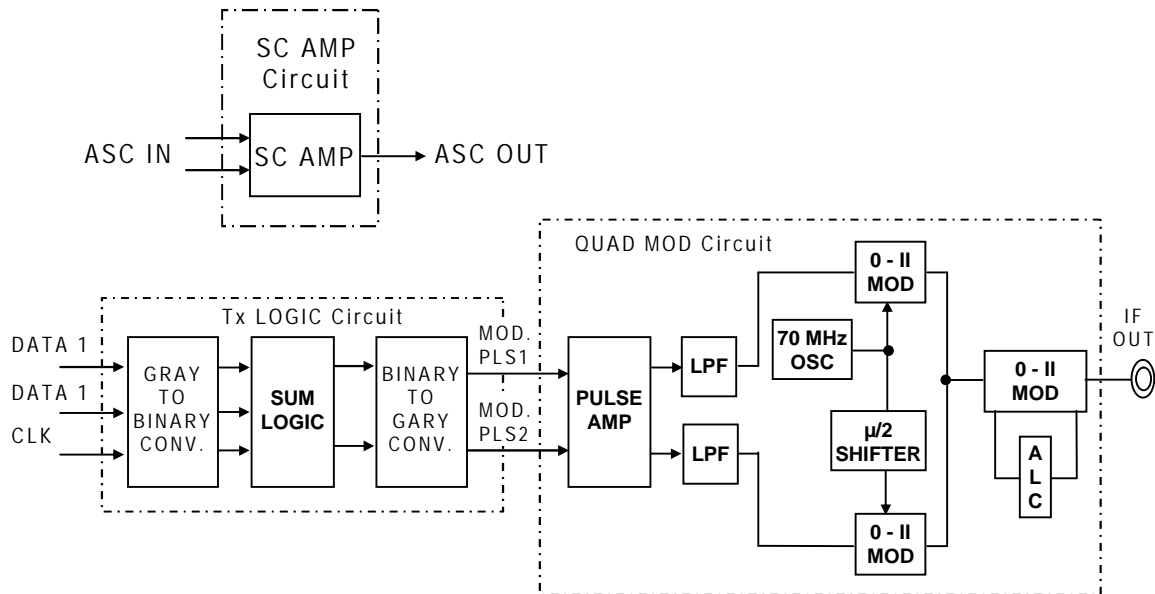 SC AMP
Circuit
ASC IN
SC AMP
ASC OUT
QUAD MOD Circuit
Tx LOGIC Circuit
DATA 1
DATA 1
CLK
GRAY
TO
BINARY
CONV.
SUM
LOGIC
BINARY
TO
GARY
CONV.
MOD.
PLS1
MOD.
PLS2
PULSE
AMP
LPF
LPF
0 - II
MOD
70 MHz
OSC
µ/2
SHIFTER
0 - II
MOD
0 - II
MOD
A
L
C
IF
OUT